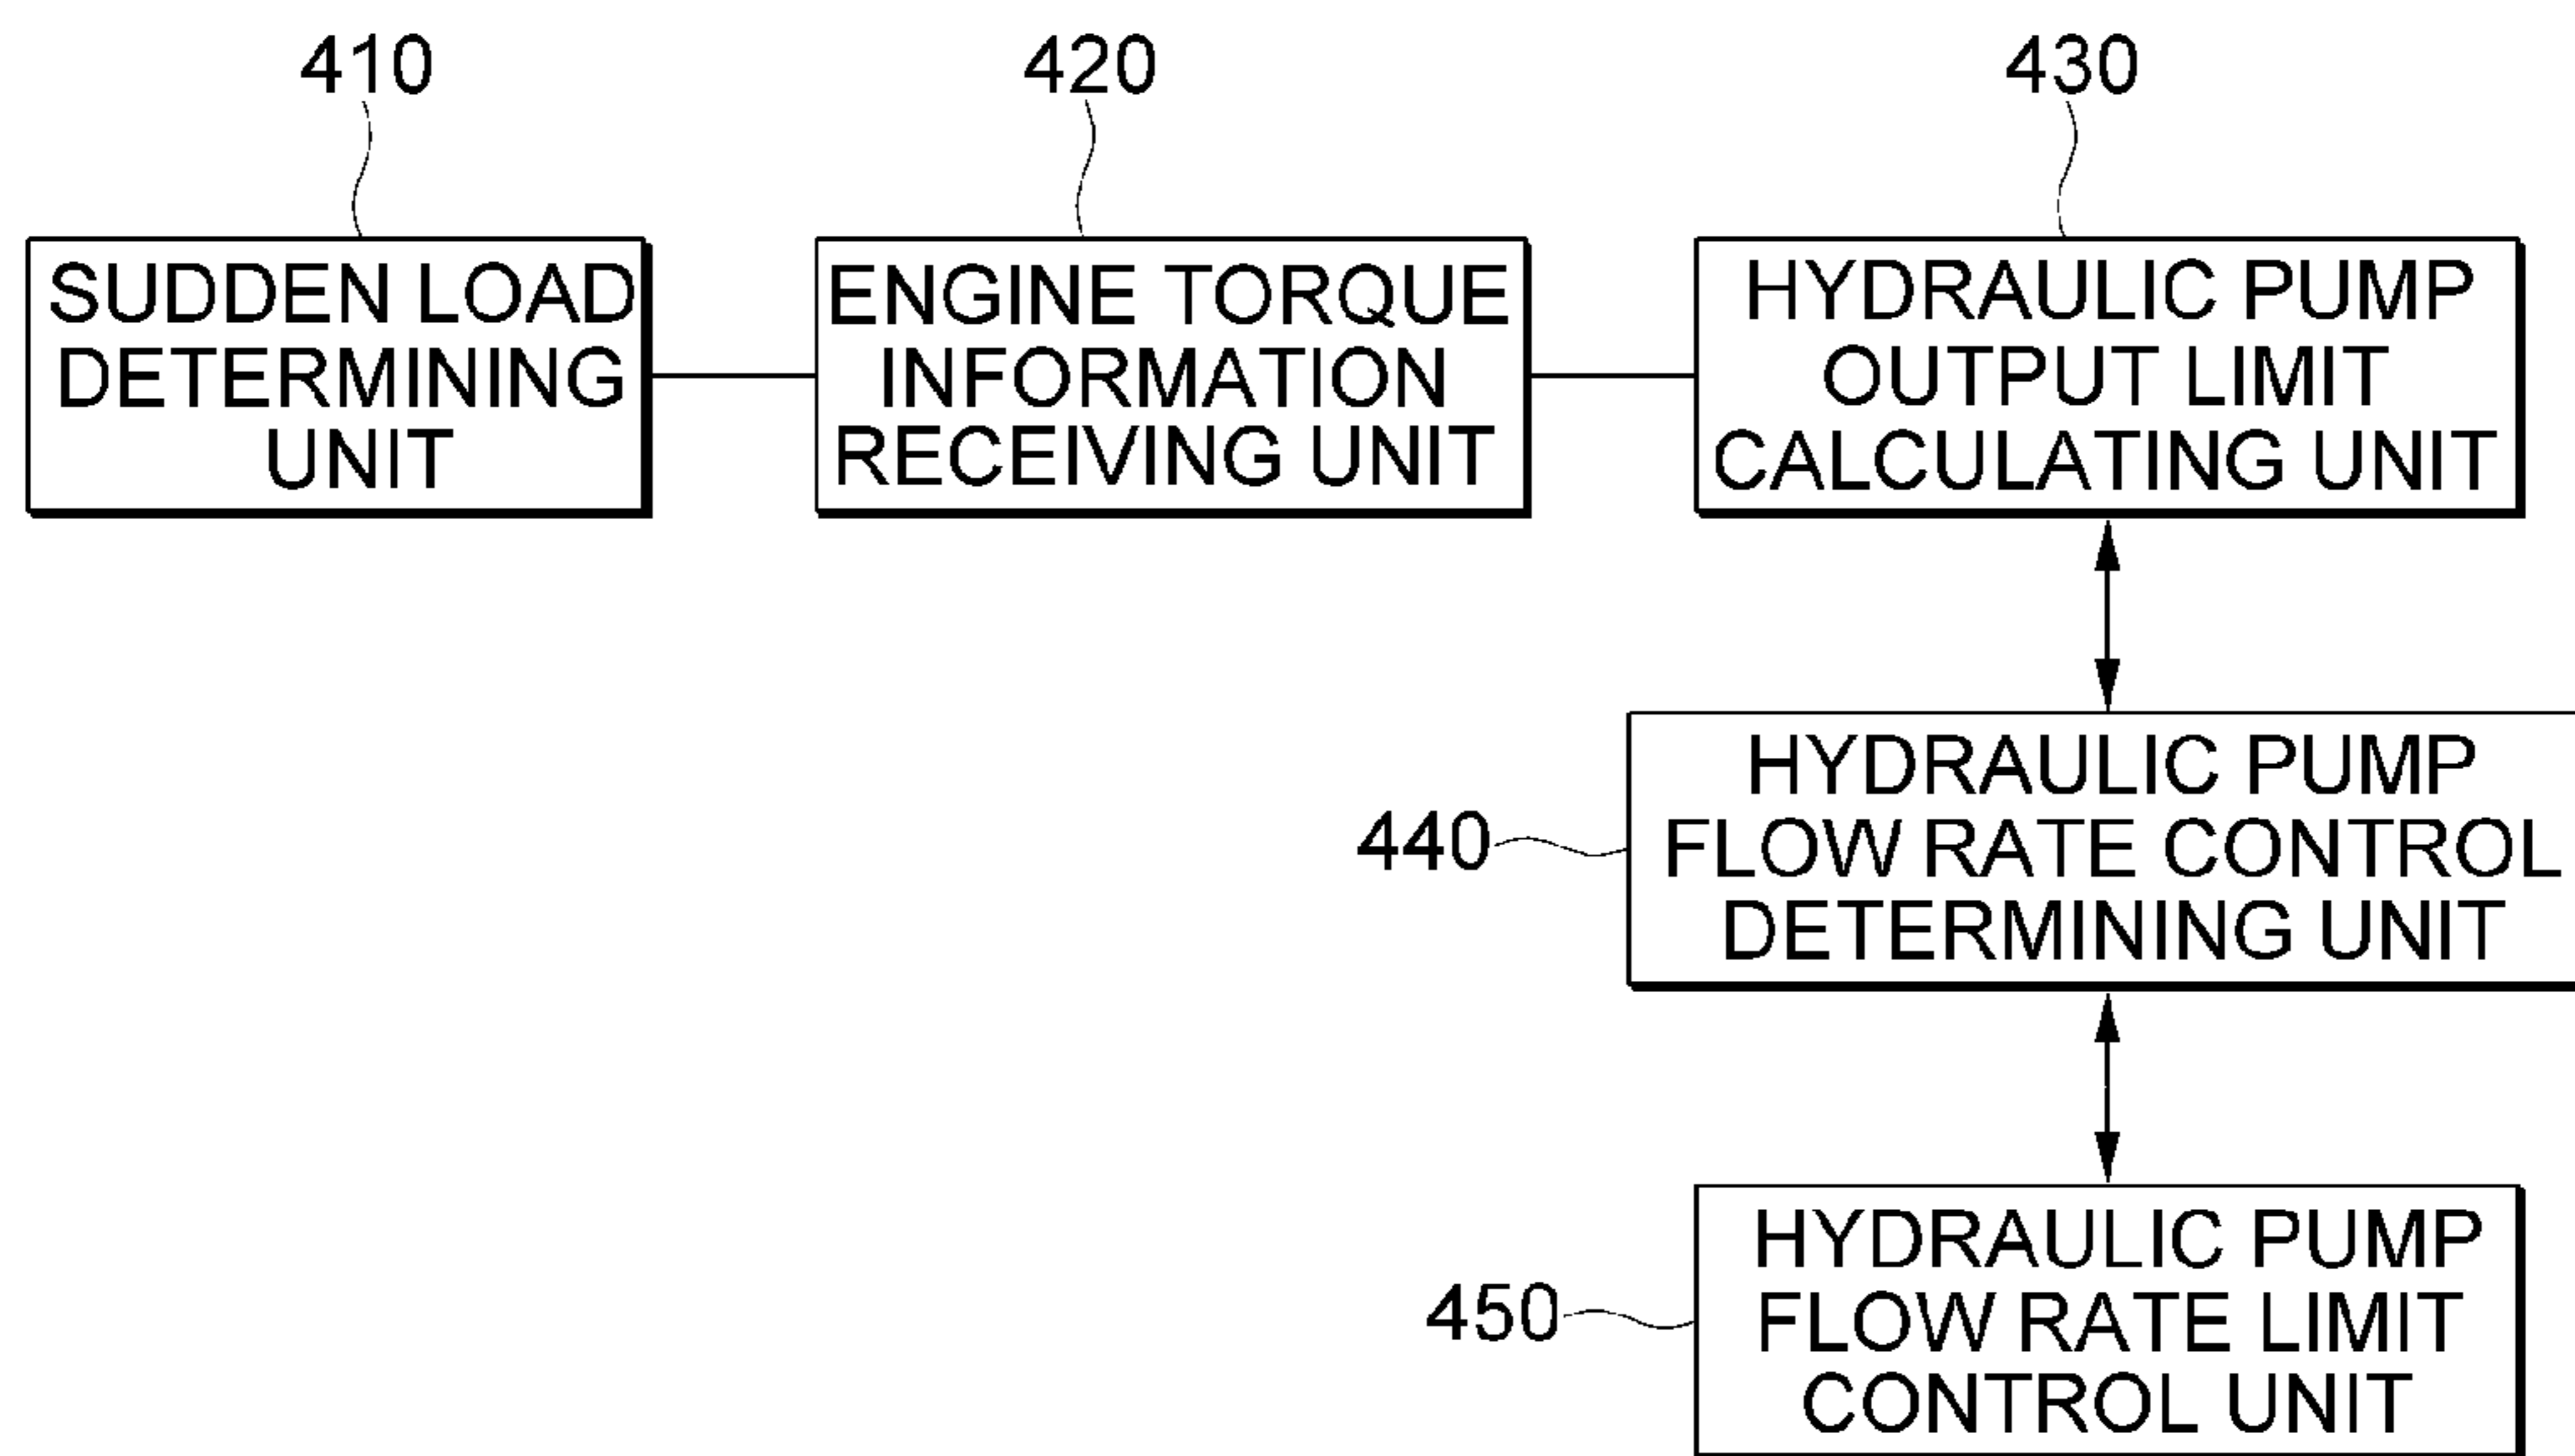 410
420
430
SUDDEN LOAD
DETERMINING
UNIT
ENGINE TORQUE
INFORMATION
RECEIVING UNIT
HYDRAULIC PUMP
OUTPUT LIMIT
CALCULATING UNIT
440
HYDRAULIC PUMP
FLOW RATE CONTROL
DETERMINING UNIT
450
HYDRAULIC PUMP
FLOW RATE LIMIT
CONTROL UNIT